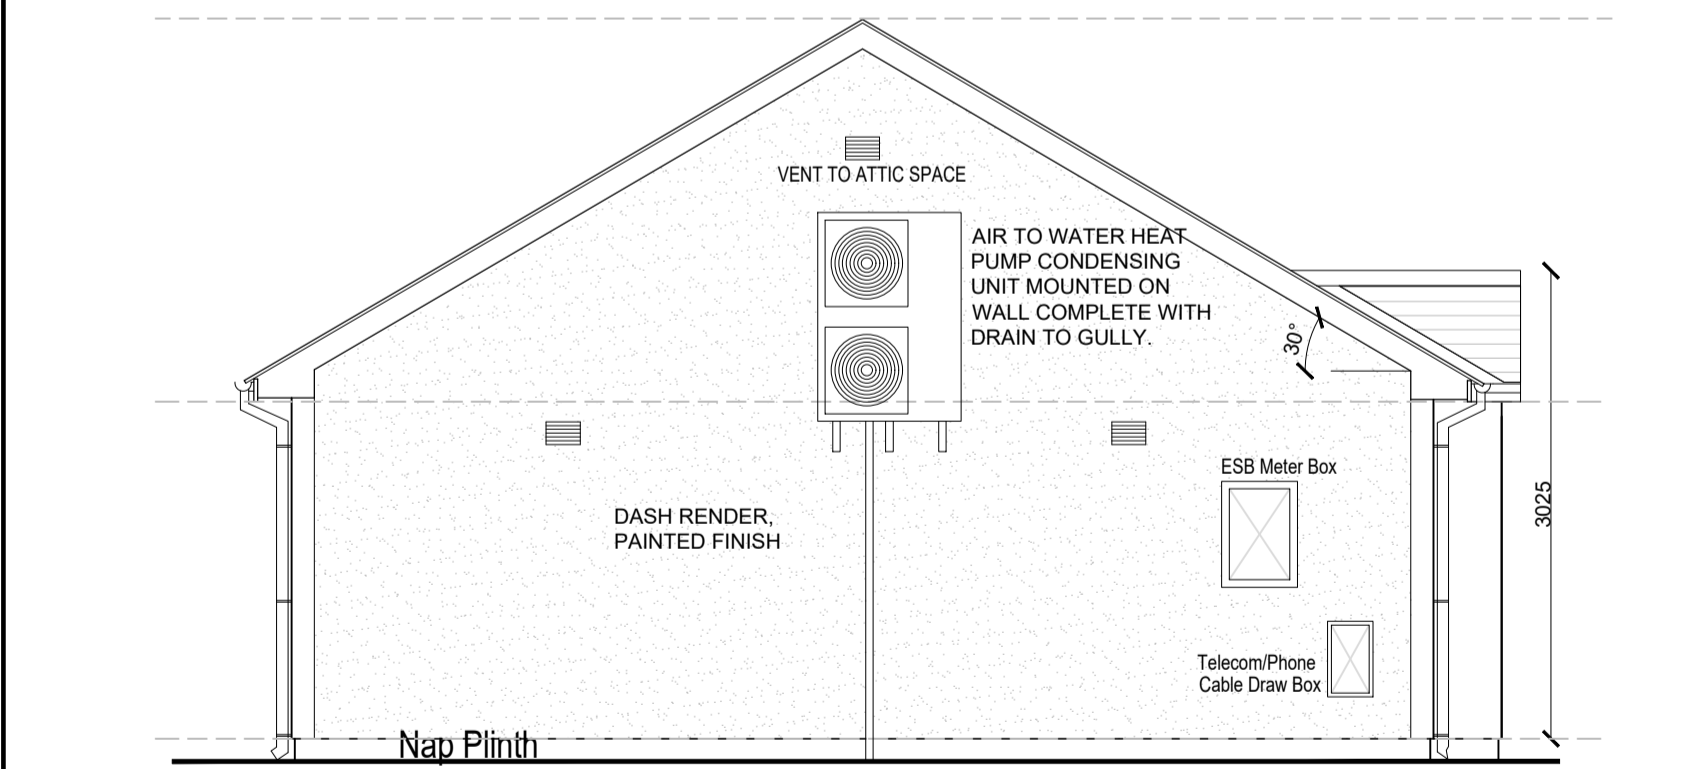 VENT TO ATTIC SPACE
AIR TO WATER HEAT
PUMP CONDENSING
UNIT MOUNTED ON
WALL COMPLETE WITH
DRAIN TO GULLY.
30°
ESB Meter Box
3025
DASH RENDER,
PAINTED FINISH
Telecom/Phone
Cable Draw Box
Nap Plinth